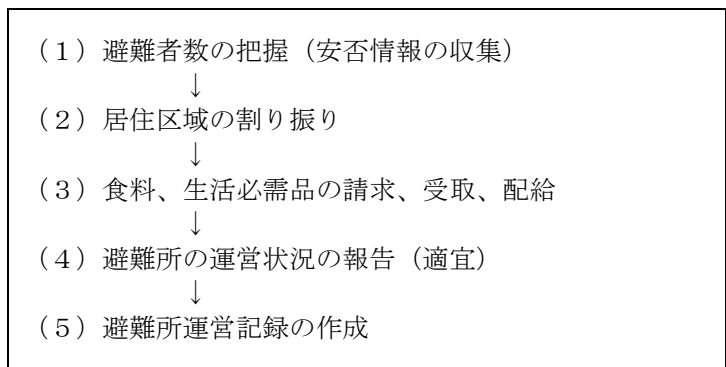 (１)避難者数の把握(安否情報の収集)
↓
(２)居住区域の割り振り
↓
(３)食料、生活必需品の請求、受取、配給
↓
(４)避難所の運営状況の報告(適宜)
↓
(５)避難所運営記録の作成